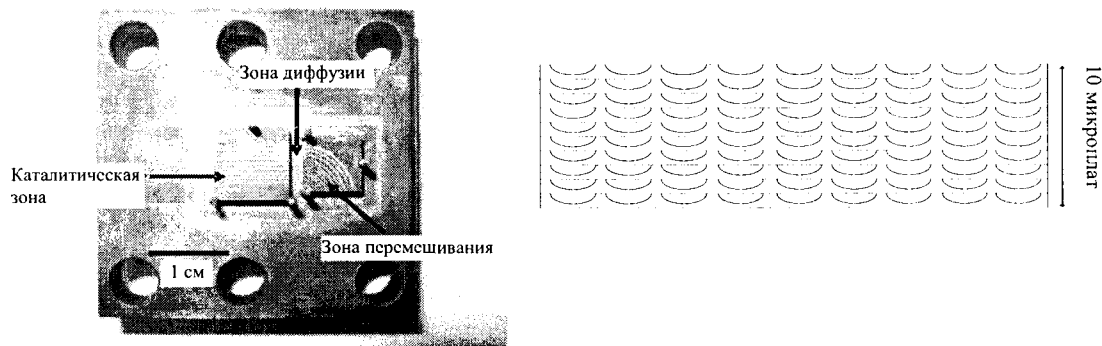 Зона диффузии
Каталитическая
зона
Зона перемешивания
1 см
10 микроплат